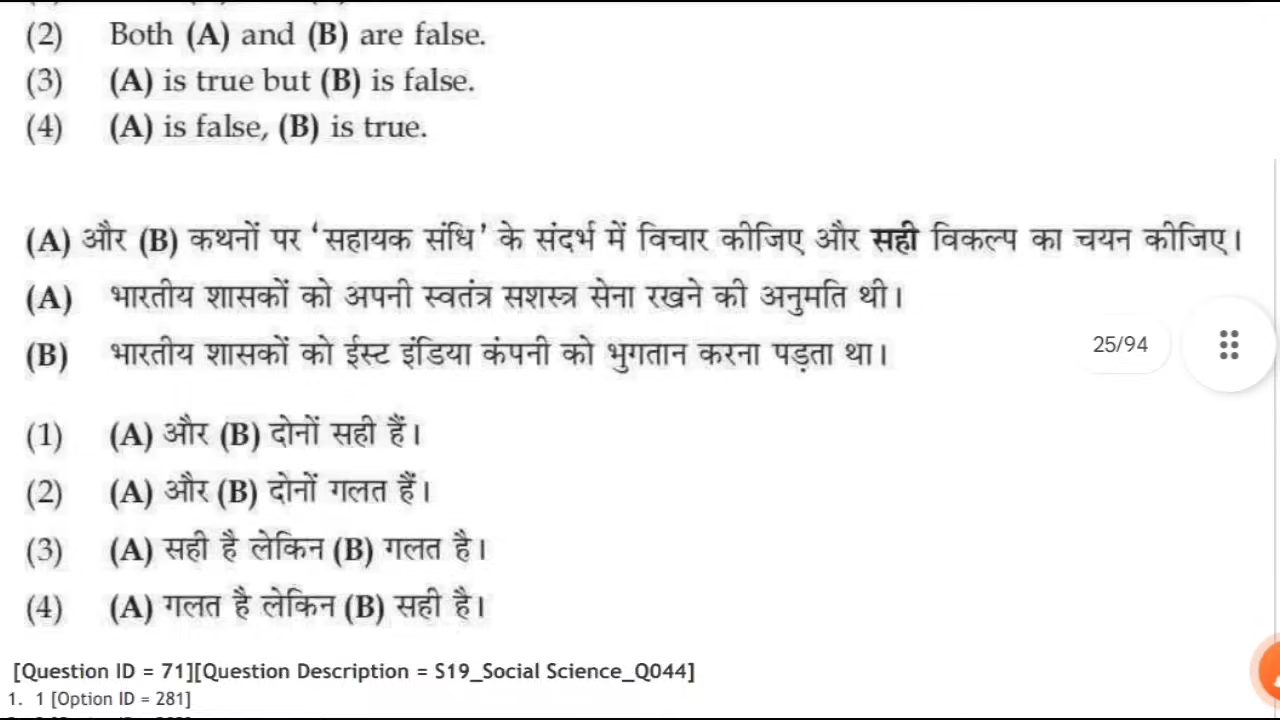 (2) Both (A) and (B) are false.
(3) (A) is true but (B) is false.
(4) (A) is false, (B) is true.
(A) और (B) कथनों पर ‘सहायक संधि’ के संदर्भ में विचार कीजिए और सही विकल्प का चयन कीजिए।
(A) भारतीय शासकों को अपनी स्वतंत्र सशस्त्र सेना रखने की अनुमति थी।
(B) भारतीय शासकों को ईस्ट इंडिया कंपनी को भुगतान करना पड़ता था।
25/94
(1) (A) और (B) दोनों सही हैं।
(2) (A) और (B) दोनों गलत हैं।
(3) (A) सही है लेकिन (B) गलत है।
(4) (A) गलत है लेकिन (B) सही है।
[Question ID = 71][Question Description = S19_Social Science_Q044]
1. 1 [Option ID = 281]